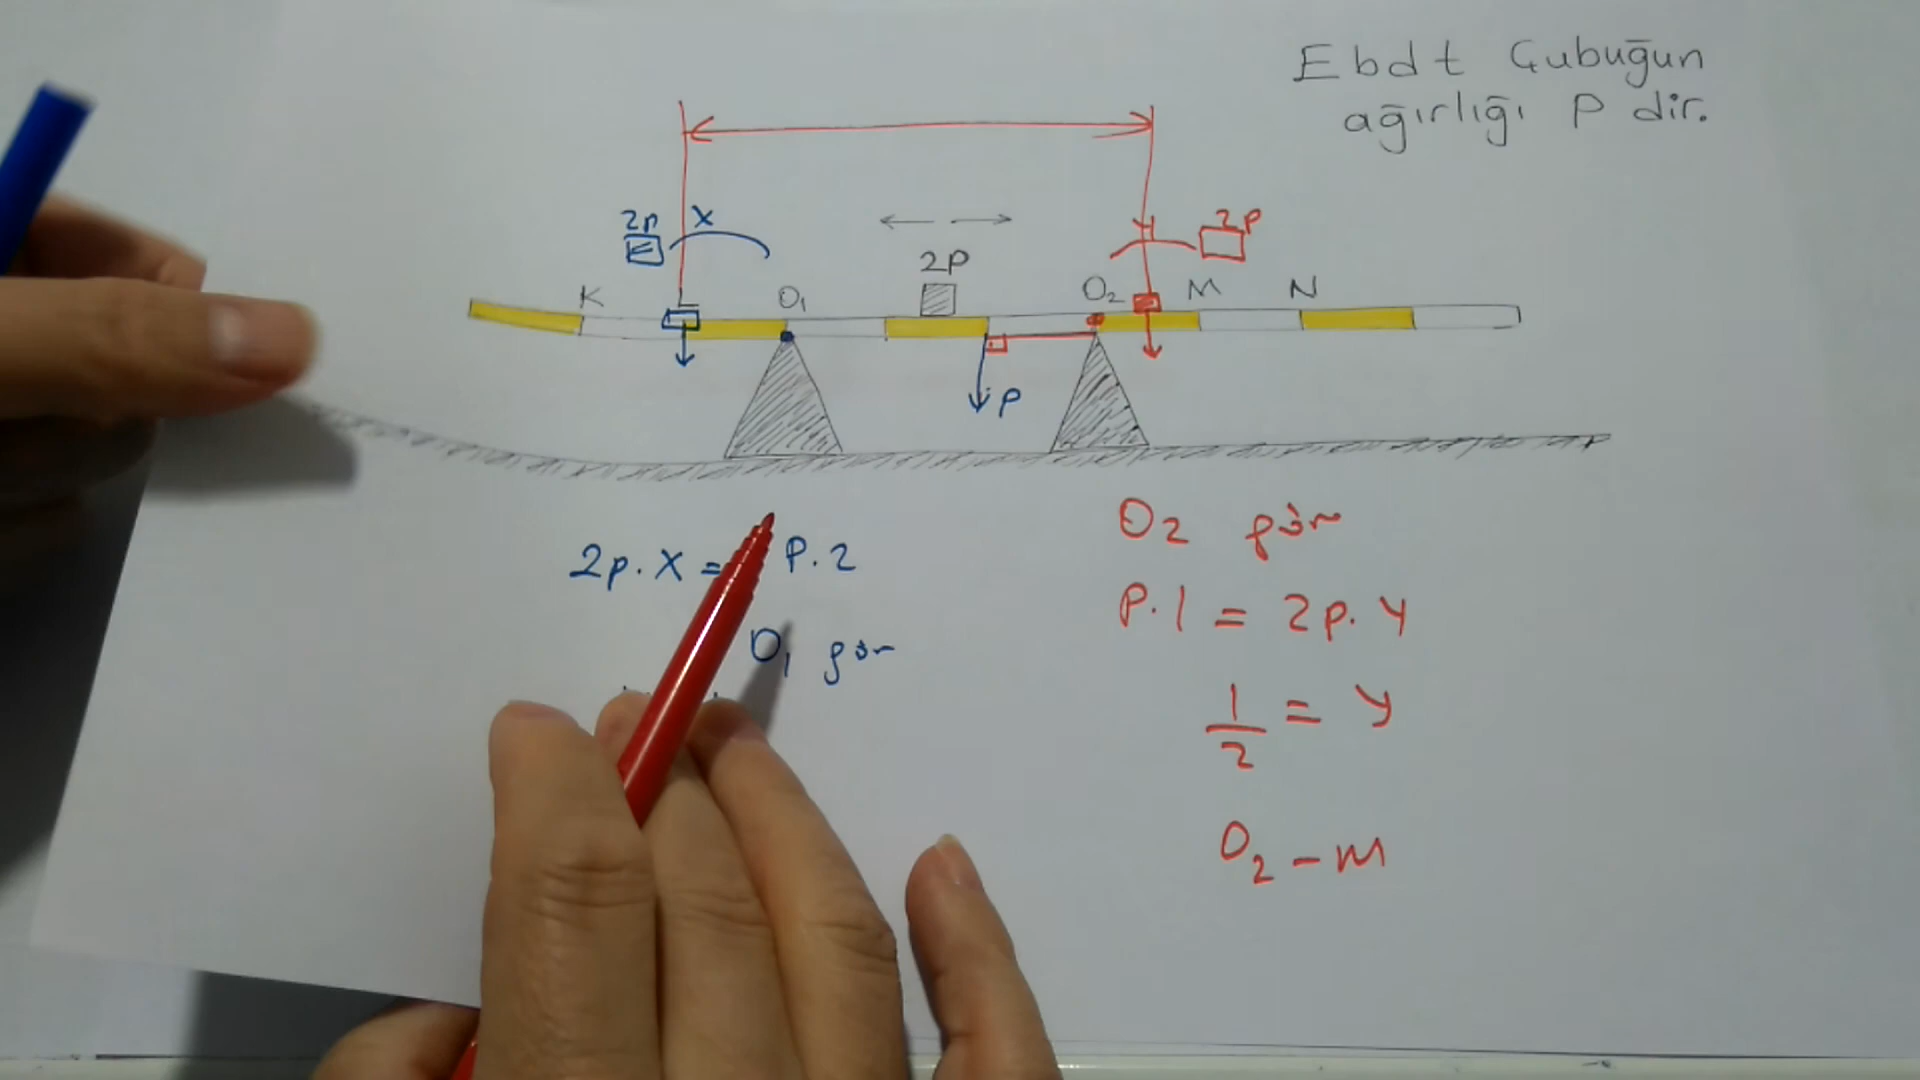 Ebdt Çubuğun
ağırlığı P dir.
2P X
2P
2P
Y
K
O₁
O₂
M
N
P
2p. X = P. 2
O₁ gör
O₂ gör
P. 1 = 2p. Y
1/2 = y
O₂ - M